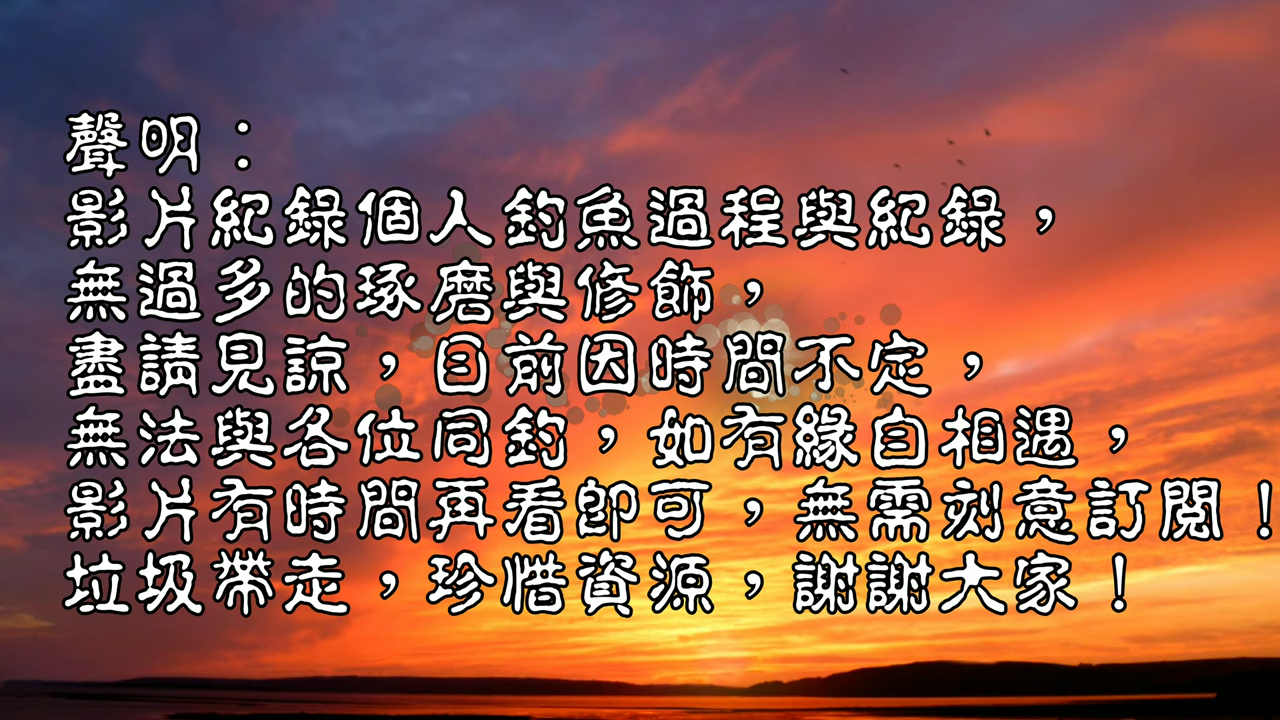 聲明：
影片紀錄個人釣魚過程與紀錄，
無過多的琢磨與修飾，
盡請見諒，目前因時間不定，
無法與各位同釣，如有緣自相遇，
影片有時間再看即可，無需刻意訂閱！
垃圾帶走，珍惜資源，謝謝大家！